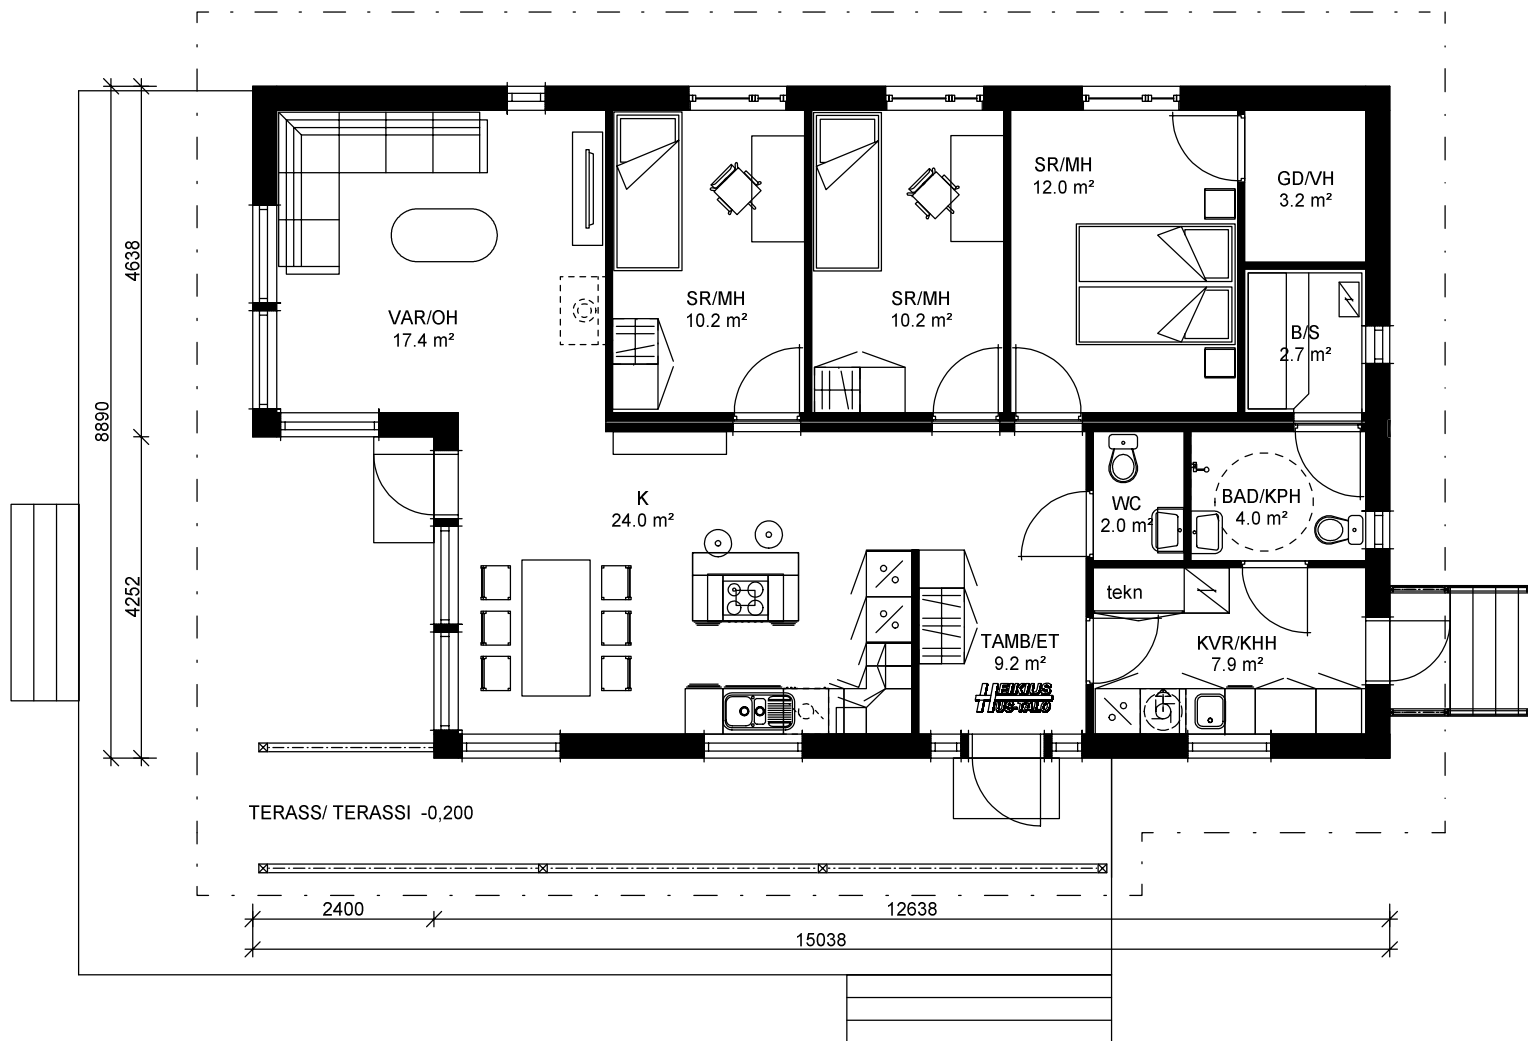 SR/MH
12.0 m²
GD/VH
3.2 m²
4638
SR/MH
10.2 m²
SR/MH
10.2 m²
VAR/OH
17.4 m²
B/S
2.7 m²
8890
K
24.0 m²
WC
2.0 m²
BAD/KPH
4.0 m²
4252
tekn
TAMB/ET
9.2 m²
KVR/KHH
7.9 m²
HEIKIUS
HUS-TALO
TERASS/ TERASSI -0,200
2400
12638
15038